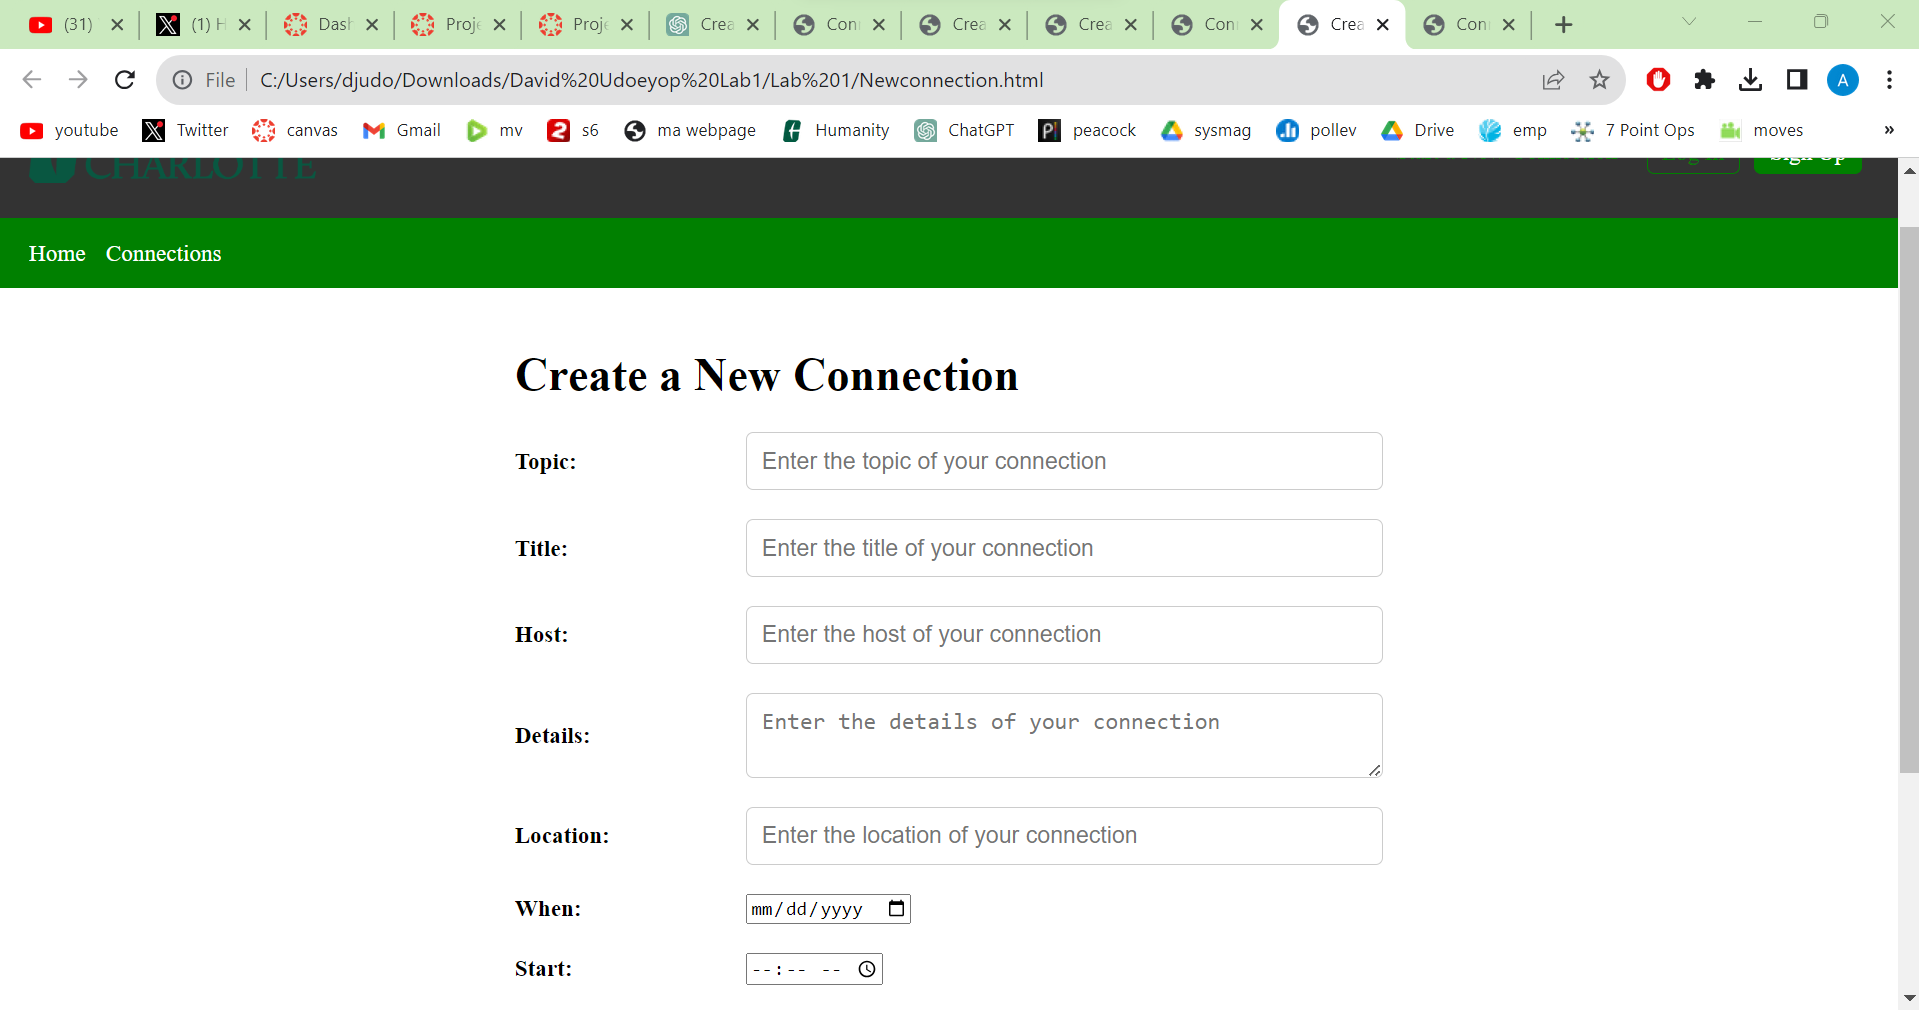 (31) (1) H Dash Proje Proje Crea Con Crea Crea Con Crea Con
File C:/Users/djudo/Downloads/David%20Udoeyop%20Lab1/Lab%201/Newconnection.html A
youtube Twitter canvas Gmail mv s6 ma webpage Humanity ChatGPT peacock sysmag pollev Drive emp 7 Point Ops moves »
CHARLOTTE Log In Sign Up
Home Connections
Create a New Connection
Topic: Enter the topic of your connection
Title: Enter the title of your connection
Host: Enter the host of your connection
Details: Enter the details of your connection
Location: Enter the location of your connection
When: mm/dd/yyyy
Start: --:-- --